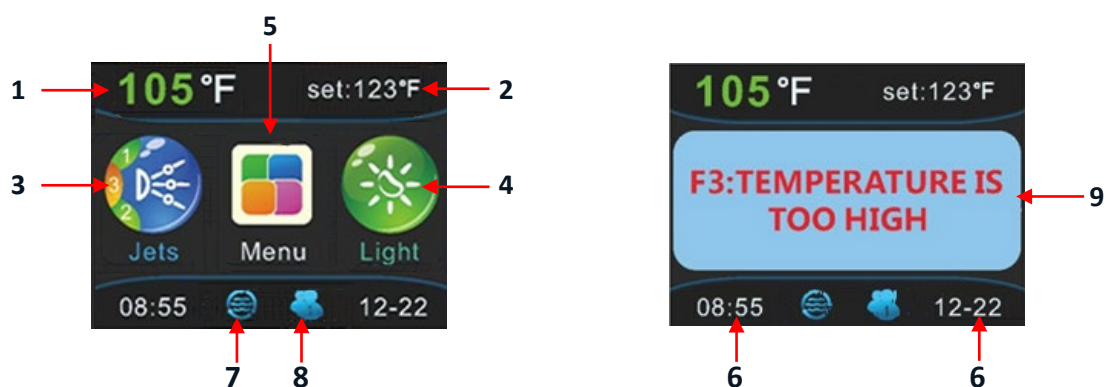 5
1
105°F
set:123°F
2
3
1
3
2
4
Jets
Menu
Light
08:55
12-22
7
8
105°F
set:123°F
F3:TEMPERATURE IS
TOO HIGH
9
08:55
12-22
6
6